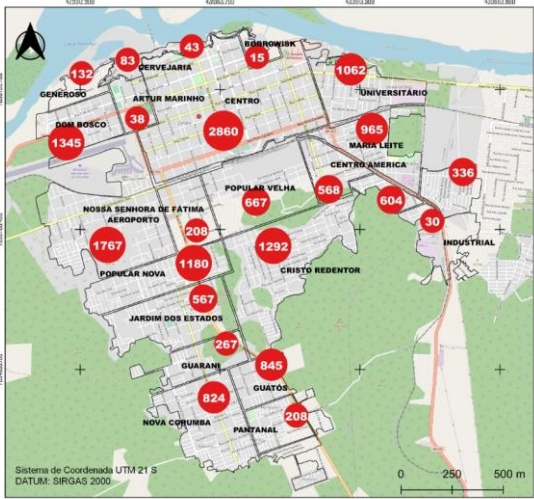 43
BORROWISK
83
15
CERVEJARIA
132
1062
GENEROSO
ARTUR MARINHO
CENTRO
UNIVERSITÁRIO
DOM BOSCO
38
2860
965
1345
MARIA LEITE
CENTRO AMERICA
336
POPULAR VELHA
568
667
604
NOSSA SENHORA DE FÁTIMA
AEROPORTO
208
30
1767
1292
INDUSTRIAL
1180
CRISTO REDENTOR
POPULAR NOVA
567
JARDIM DOS ESTADOS
267
GUARANI
845
GUATÓS
824
208
NOVA CORUMBA
PANTANAL
Sistema de Coordenada UTM 21 S
DATUM: SIRGAS 2000
0 250 500 m